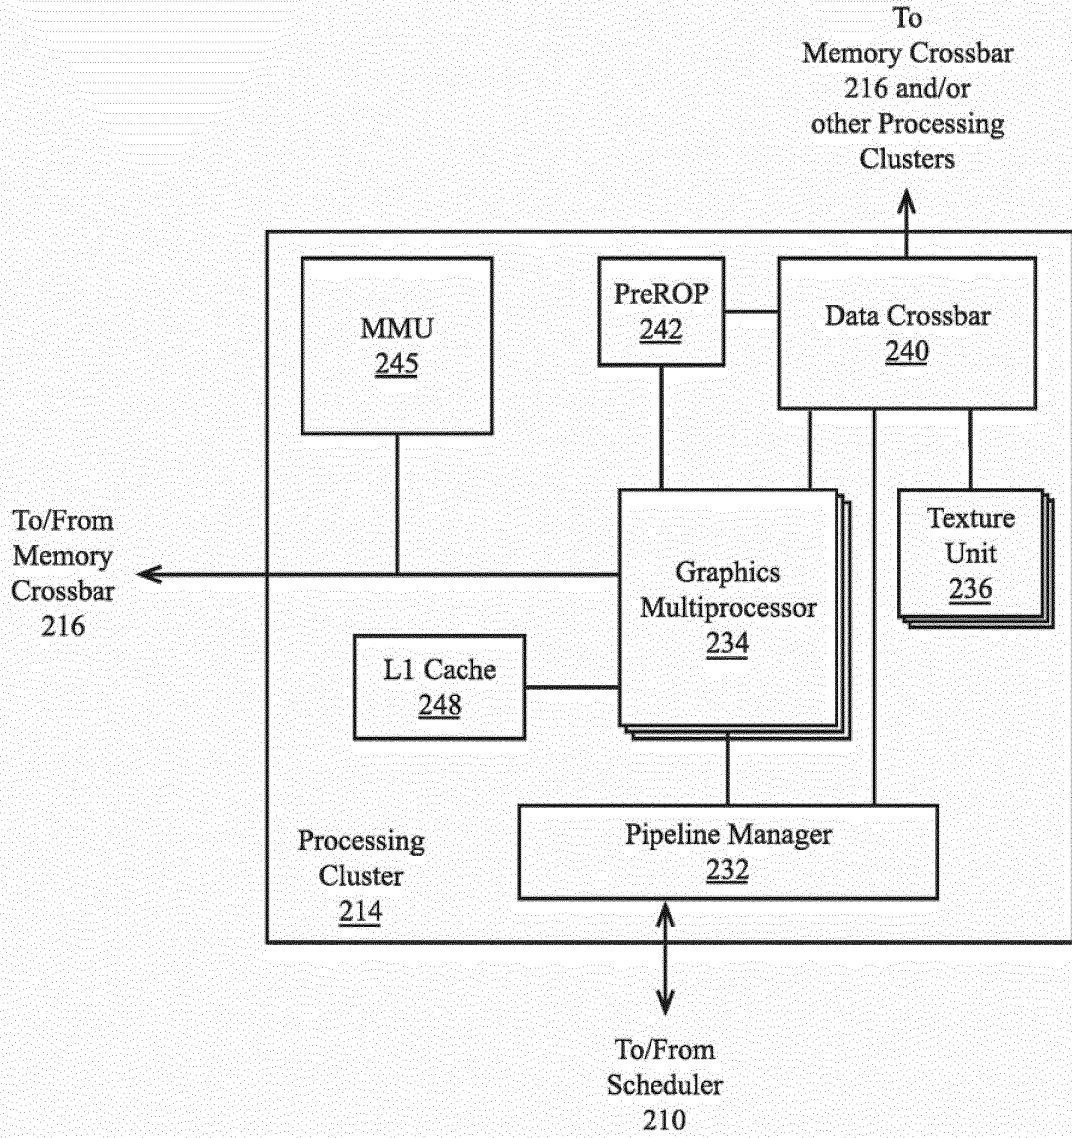 To
Memory Crossbar
216 and/or
other Processing
Clusters
MMU
245
PreROP
242
Data Crossbar
240
To/From
Memory
Crossbar
216
Graphics
Multiprocessor
234
Texture
Unit
236
L1 Cache
248
Processing
Cluster
214
Pipeline Manager
232
To/From
Scheduler
210